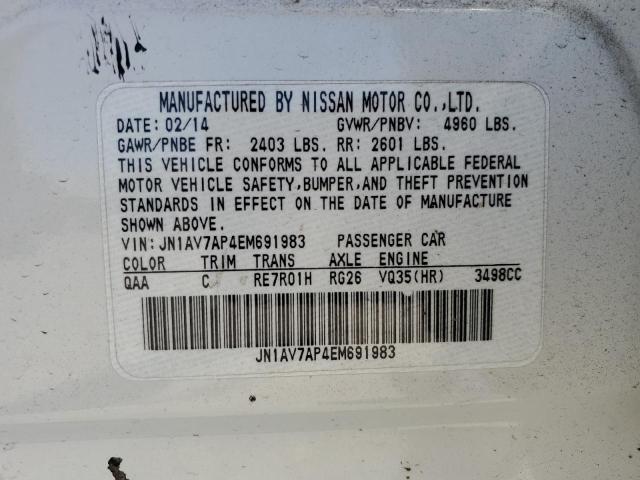 MANUFACTURED BY NISSAN MOTOR CO.,LTD.
DATE: 02/14 GVWR/PNBV: 4960 LBS.
GAWR/PNBE FR: 2403 LBS. RR: 2601 LBS.
THIS VEHICLE CONFORMS TO ALL APPLICABLE FEDERAL
MOTOR VEHICLE SAFETY,BUMPER,AND THEFT PREVENTION
STANDARDS IN EFFECT ON THE DATE OF MANUFACTURE
SHOWN ABOVE.
VIN: JN1AV7AP4EM691983 PASSENGER CAR
COLOR TRIM TRANS AXLE ENGINE
QAA C RE7R01H RG26 VQ35(HR) 3498CC
JN1AV7AP4EM691983